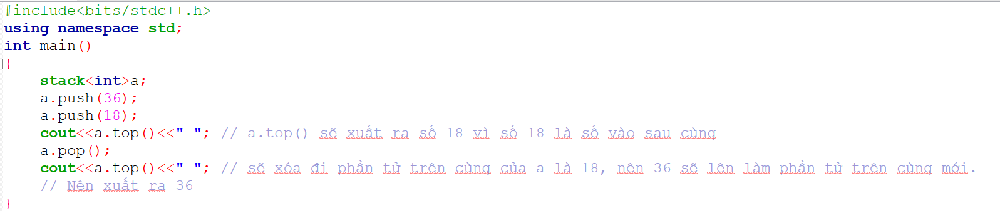 #include<bits/stdc++.h>
using namespace std;
int main()
{
    stack<int>a;
    a.push(36);
    a.push(18);
    cout<<a.top()<<" "; // a.top() sẽ xuất ra số 18 vì số 18 là số vào sau cùng
    a.pop();
    cout<<a.top()<<" "; // sẽ xóa đi phần tử trên cùng của a là 18, nên 36 sẽ lên làm phần tử trên cùng mới.
    // Nên xuất ra 36
}